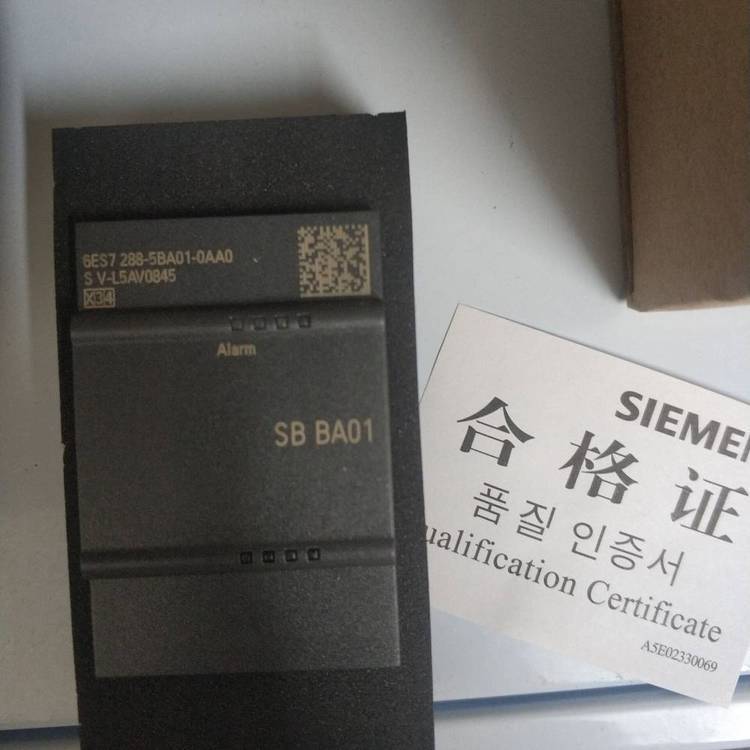 6ES7 288-5BA01-0AA0
S V-L5AV0845
X34
Alarm
SB BA01
SIEMEN
合格证
품질 인증서
ualification Certificate
A5E02330069